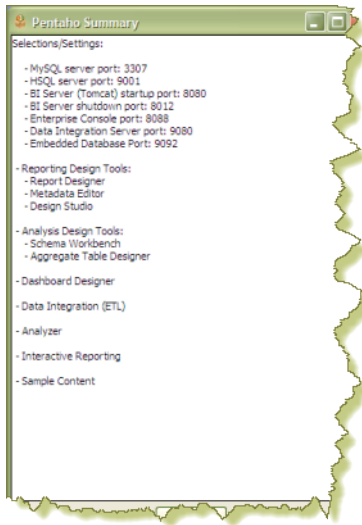 Pentaho Summary
Selections/Settings:
- MySQL server port: 3307
- HSQL server port: 9001
- BI Server (Tomcat) startup port: 8080
- BI Server shutdown port: 8012
- Enterprise Console port: 8088
- Data Integration Server port: 9080
- Embedded Database Port: 9092
- Reporting Design Tools:
- Report Designer
- Metadata Editor
- Design Studio
- Analysis Design Tools:
- Schema Workbench
- Aggregate Table Designer
- Dashboard Designer
- Data Integration (ETL)
- Analyzer
- Interactive Reporting
- Sample Content